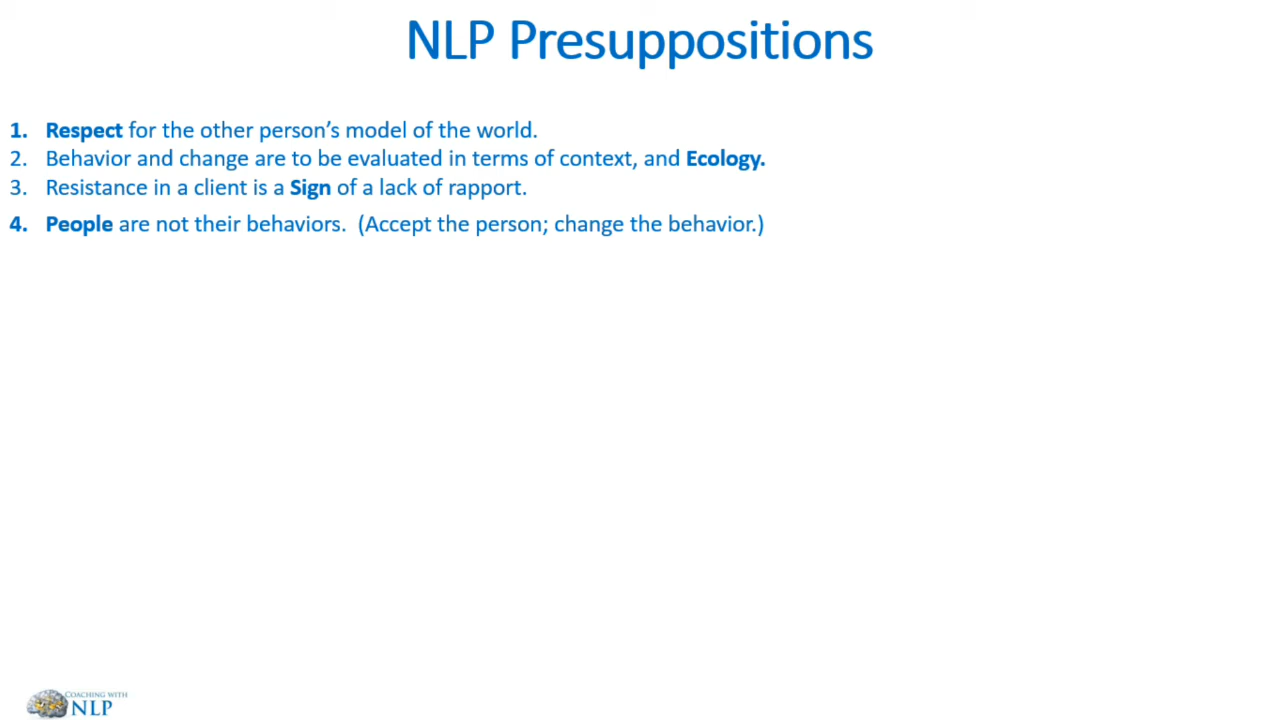 NLP Presuppositions
1. Respect for the other person’s model of the world.
2. Behavior and change are to be evaluated in terms of context, and Ecology.
3. Resistance in a client is a Sign of a lack of rapport.
4. People are not their behaviors. (Accept the person; change the behavior.)
COACHING WITH
NLP